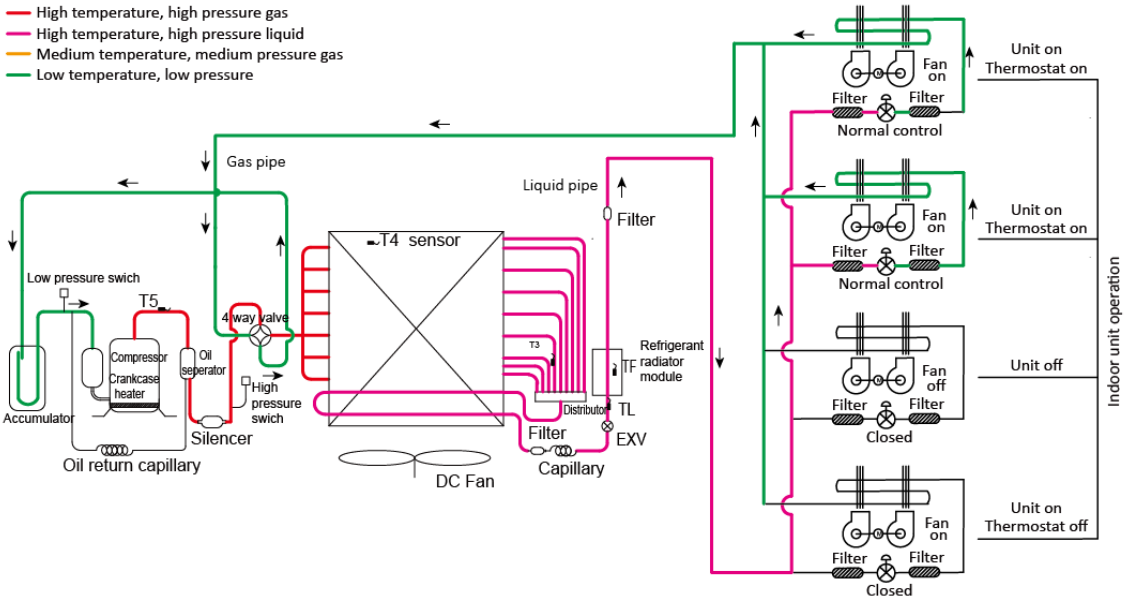 High temperature, high pressure gas
High temperature, high pressure liquid
Medium temperature, medium pressure gas
Low temperature, low pressure
Fan
on
Unit on
Thermostat on
Filter
Filter
Normal control
Gas pipe
Liquid pipe
Filter
Fan
on
Unit on
Thermostat on
Filter
Filter
Normal control
T4 sensor
Low pressure swich
T5
4 way valve
Compressor
Crankcase
heater
Oil
seperator
High
pressure
swich
Accumulator
Silencer
Oil return capillary
T3
Refrigerant
radiator
module
TF
Distributor
TL
EXV
Filter
Capillary
DC Fan
M
M
M
M
Fan
off
Unit off
Filter
Filter
Closed
Fan
on
Unit on
Thermostat off
Filter
Filter
Closed
Indoor unit operation